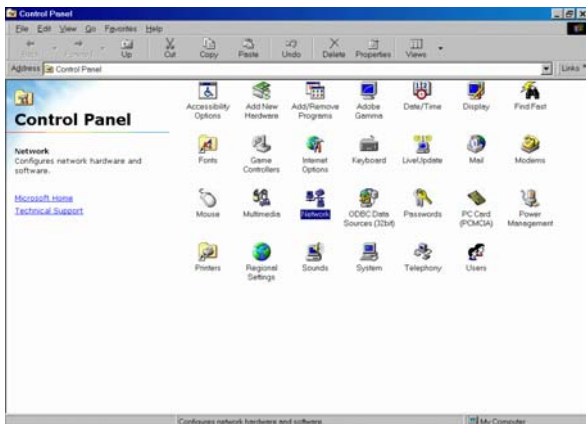 Control Panel
File Edit View Go Favorites Help
Back Forward Up Cut Copy Paste Undo Delete Properties Views
Address Control Panel Links
Control Panel
Network
Configures network hardware and
software.
Microsoft Home
Technical Support
Accessibility
Options
Add New
Hardware
Add/Remove
Programs
Adobe
Gamma
Date/Time
Display
Find Fast
Fonts
Game
Controllers
Internet
Options
Keyboard
LiveUpdate
Mail
Modems
Mouse
Multimedia
Network
ODBC Data
Sources (32bit)
Passwords
PC Card
(PCMCIA)
Power
Management
Printers
Regional
Settings
Sounds
System
Telephony
Users
Configures network hardware and software.
My Computer